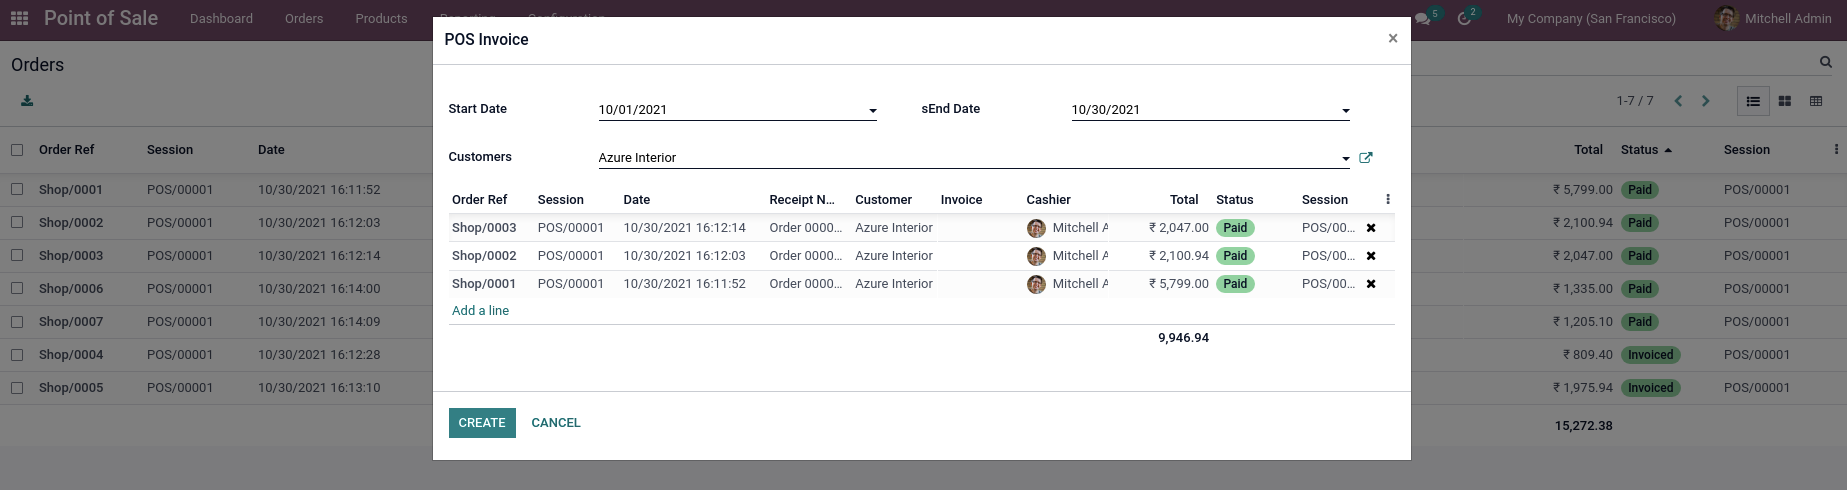 Point of Sale Dashboard Orders Products Reporting Configuration 5 2 My Company (San Francisco) Mitchell Admin
POS Invoice ×
Orders
1-7 / 7
Start Date 10/01/2021 sEnd Date 10/30/2021
Customers Azure Interior
Order Ref Session Date Total Status Session
Order Ref Session Date Receipt N... Customer Invoice Cashier Total Status Session
Shop/0003 POS/00001 10/30/2021 16:12:14 Order 0000... Azure Interior Mitchell A ₹ 2,047.00 Paid POS/00... ✖
Shop/0002 POS/00001 10/30/2021 16:12:03 Order 0000... Azure Interior Mitchell A ₹ 2,100.94 Paid POS/00... ✖
Shop/0001 POS/00001 10/30/2021 16:11:52 Order 0000... Azure Interior Mitchell A ₹ 5,799.00 Paid POS/00... ✖
Add a line
9,946.94
CREATE CANCEL
Shop/0001 POS/00001 10/30/2021 16:11:52 ₹ 5,799.00 Paid POS/00001
Shop/0002 POS/00001 10/30/2021 16:12:03 ₹ 2,100.94 Paid POS/00001
Shop/0003 POS/00001 10/30/2021 16:12:14 ₹ 2,047.00 Paid POS/00001
Shop/0006 POS/00001 10/30/2021 16:14:00 ₹ 1,335.00 Paid POS/00001
Shop/0007 POS/00001 10/30/2021 16:14:09 ₹ 1,205.10 Paid POS/00001
Shop/0004 POS/00001 10/30/2021 16:12:28 ₹ 809.40 Invoiced POS/00001
Shop/0005 POS/00001 10/30/2021 16:13:10 ₹ 1,975.94 Invoiced POS/00001
15,272.38